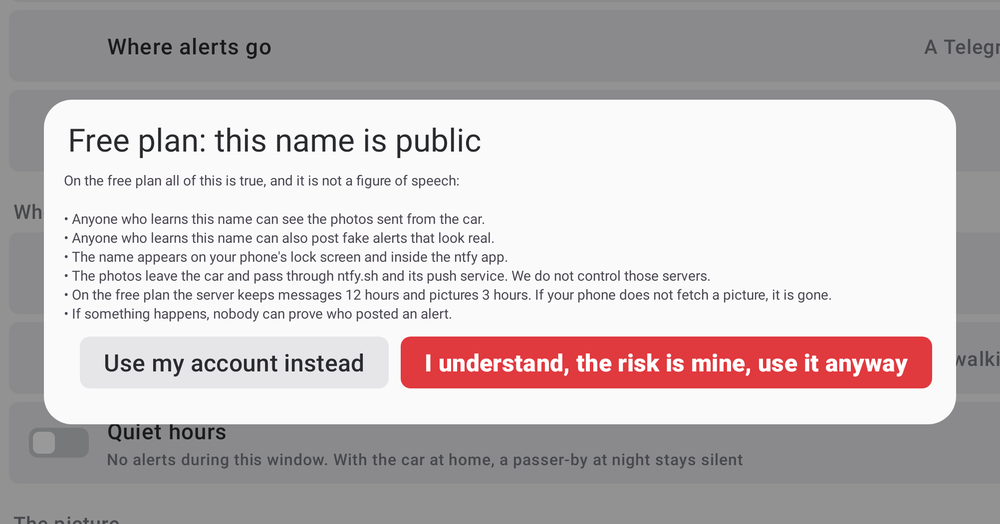 Where alerts go
A Telegr
Free plan: this name is public
On the free plan all of this is true, and it is not a figure of speech:
• Anyone who learns this name can see the photos sent from the car.
• Anyone who learns this name can also post fake alerts that look real.
• The name appears on your phone's lock screen and inside the ntfy app.
• The photos leave the car and pass through ntfy.sh and its push service. We do not control those servers.
• On the free plan the server keeps messages 12 hours and pictures 3 hours. If your phone does not fetch a picture, it is gone.
• If something happens, nobody can prove who posted an alert.
Use my account instead
I understand, the risk is mine, use it anyway
Quiet hours
No alerts during this window. With the car at home, a passer-by at night stays silent
The picture